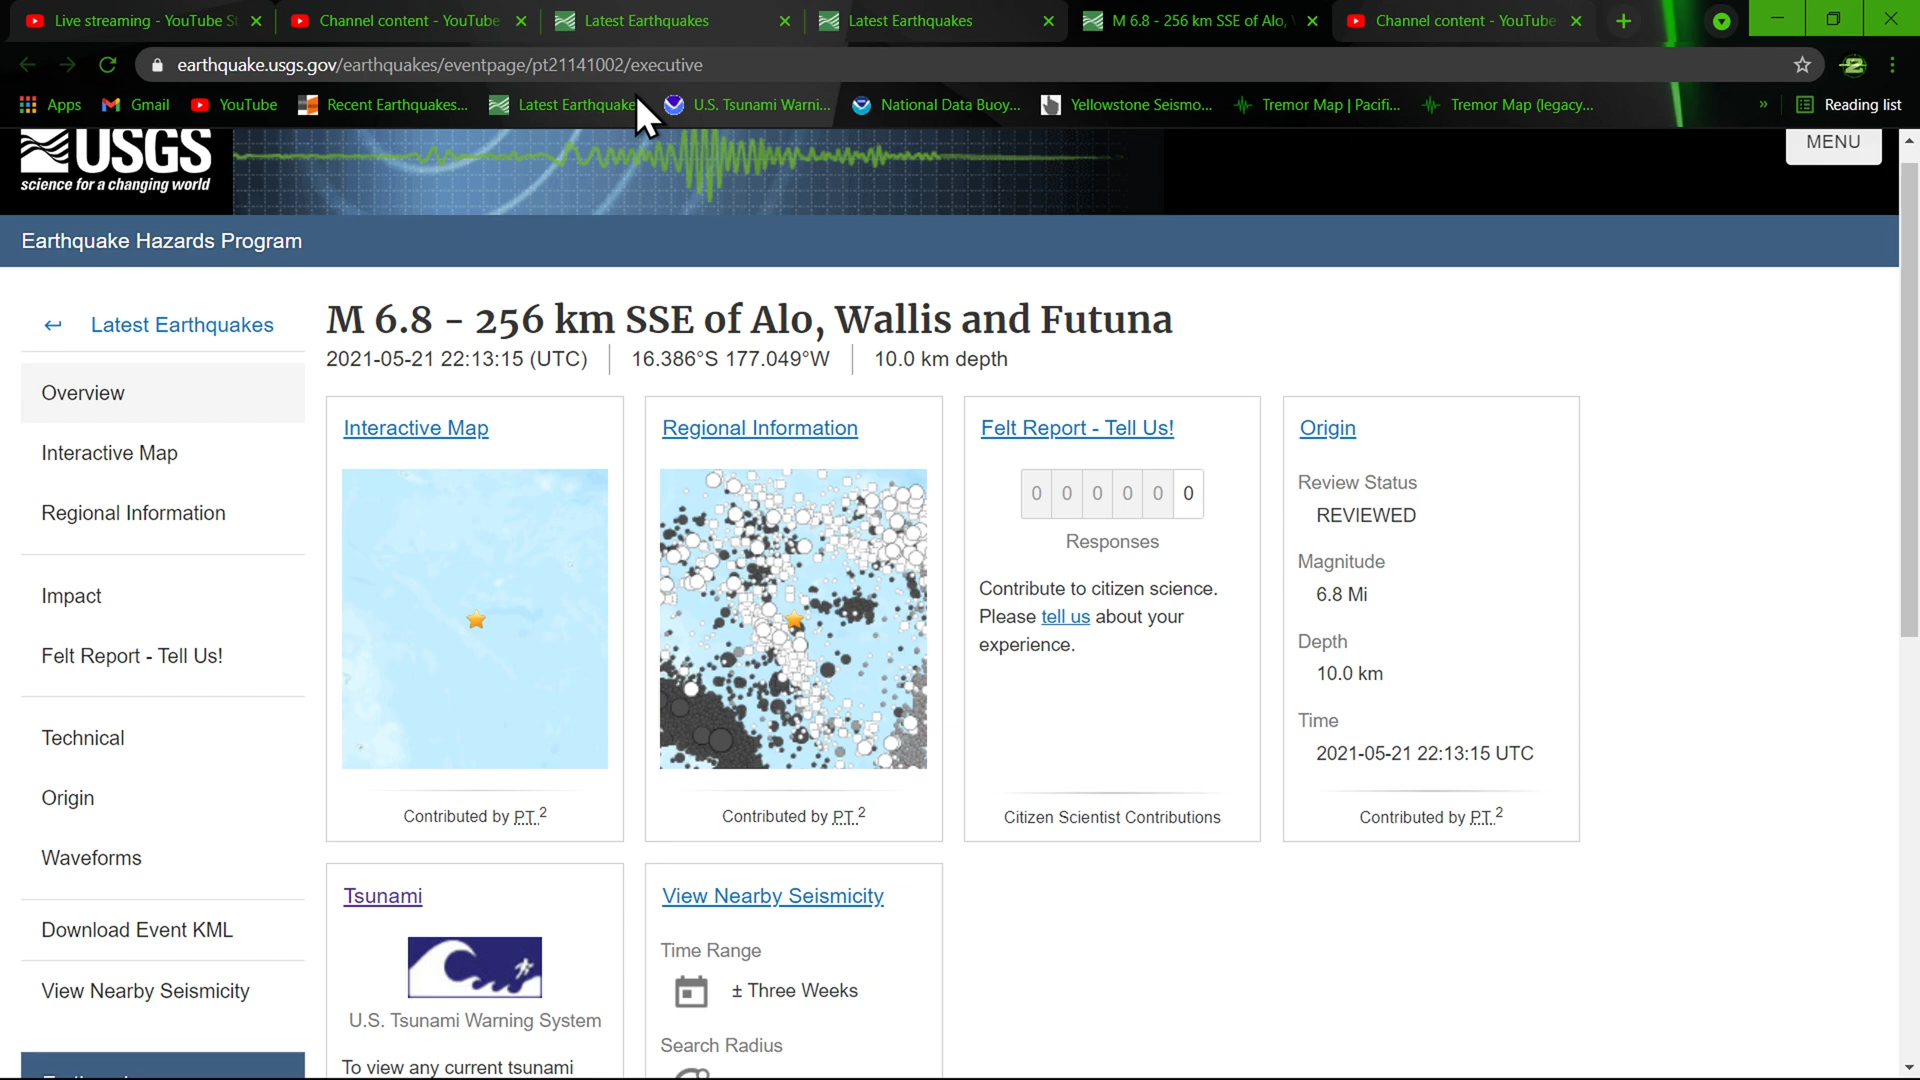 Live streaming - YouTube St
Channel content - YouTube
Latest Earthquakes
Latest Earthquakes
M 6.8 - 256 km SSE of Alo,
Channel content - YouTube
earthquake.usgs.gov/earthquakes/eventpage/pt21141002/executive
Apps
Gmail
YouTube
Recent Earthquakes...
Latest Earthquake
U.S. Tsunami Warni...
National Data Buoy...
Yellowstone Seismo...
Tremor Map | Pacifi...
Tremor Map (legacy,...
»
Reading list
USGS
science for a changing world
MENU
Earthquake Hazards Program
Latest Earthquakes
Overview
Interactive Map
Regional Information
Impact
Felt Report - Tell Us!
Technical
Origin
Waveforms
Download Event KML
View Nearby Seismicity
M 6.8 - 256 km SSE of Alo, Wallis and Futuna
2021-05-21 22:13:15 (UTC) 16.386°S 177.049°W 10.0 km depth
Interactive Map
Contributed by PT 2
Regional Information
Contributed by PT 2
Felt Report - Tell Us!
0 0 0 0 0 0
Responses
Contribute to citizen science.
Please tell us about your
experience.
Citizen Scientist Contributions
Origin
Review Status
REVIEWED
Magnitude
6.8 Mi
Depth
10.0 km
Time
2021-05-21 22:13:15 UTC
Contributed by PT 2
Tsunami
U.S. Tsunami Warning System
To view any current tsunami
View Nearby Seismicity
Time Range
± Three Weeks
Search Radius